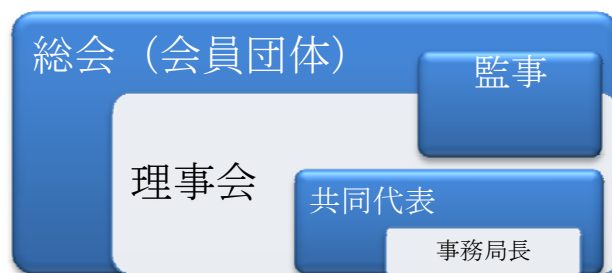 総会（会員団体）
監事
理事会
共同代表
事務局長